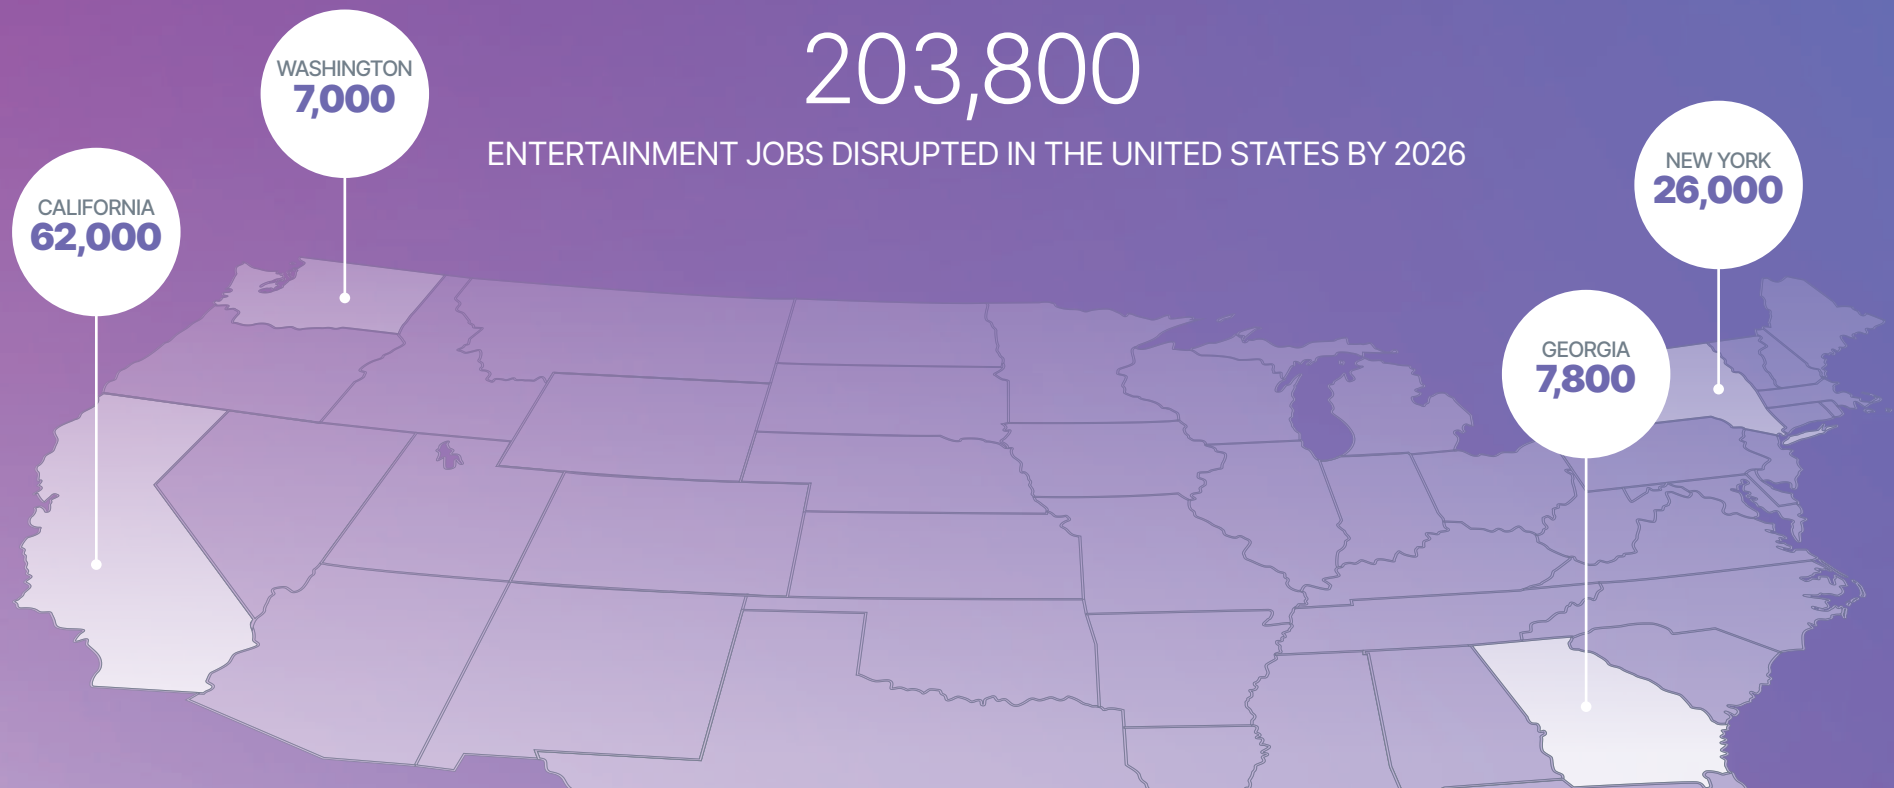 203,800
ENTERTAINMENT JOBS DISRUPTED IN THE UNITED STATES BY 2026
WASHINGTON
7,000
CALIFORNIA
62,000
NEW YORK
26,000
GEORGIA
7,800